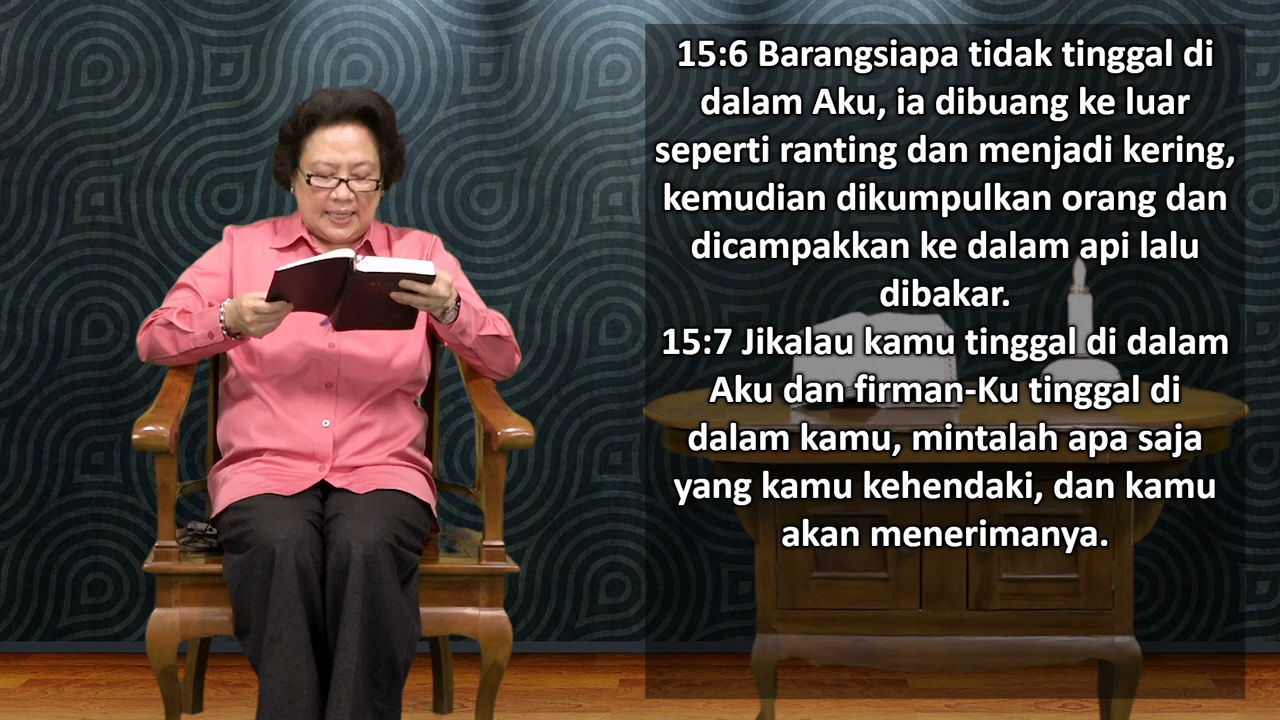 15:6 Barangsiapa tidak tinggal di
dalam Aku, ia dibuang ke luar
seperti ranting dan menjadi kering,
kemudian dikumpulkan orang dan
dicampakkan ke dalam api lalu
dibakar.
15:7 Jikalau kamu tinggal di dalam
Aku dan firman-Ku tinggal di
dalam kamu, mintalah apa saja
yang kamu kehendaki, dan kamu
akan menerimanya.